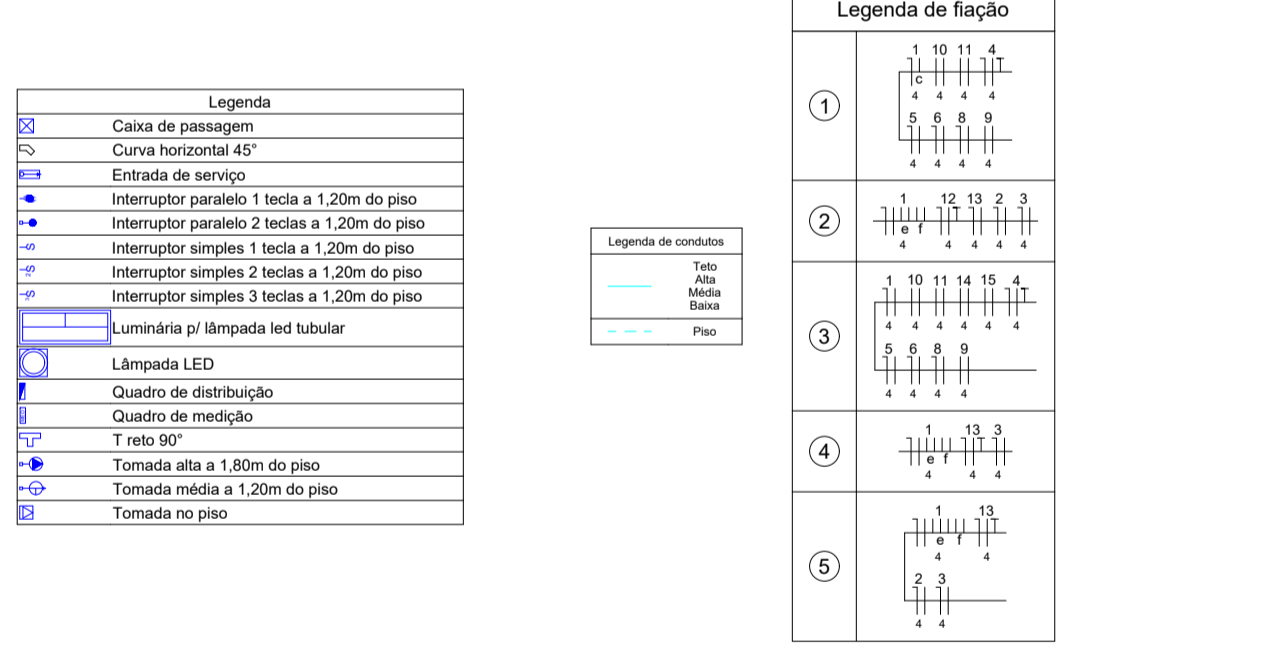 Legenda
Caixa de passagem
Curva horizontal 45°
Entrada de serviço
Interruptor paralelo 1 tecla a 1,20m do piso
Interruptor paralelo 2 teclas a 1,20m do piso
Interruptor simples 1 tecla a 1,20m do piso
Interruptor simples 2 teclas a 1,20m do piso
Interruptor simples 3 teclas a 1,20m do piso
Luminária p/ lâmpada led tubular
Lâmpada LED
Quadro de distribuição
Quadro de medição
T reto 90°
Tomada alta a 1,80m do piso
Tomada média a 1,20m do piso
Tomada no piso
Legenda de condutos
Teto
Alta
Média
Baixa
Piso
Legenda de fiação
1
1 10 11 4
c
4 4 4 4
5 6 8 9
4 4 4 4
2
1 12 13 2 3
e f
4 4 4 4 4
3
1 10 11 14 15 4
4 4 4 4 4 4
5 6 8 9
4 4 4 4
4
1 13 3
e f
4 4 4
5
1 13
e f
4 4
2 3
4 4